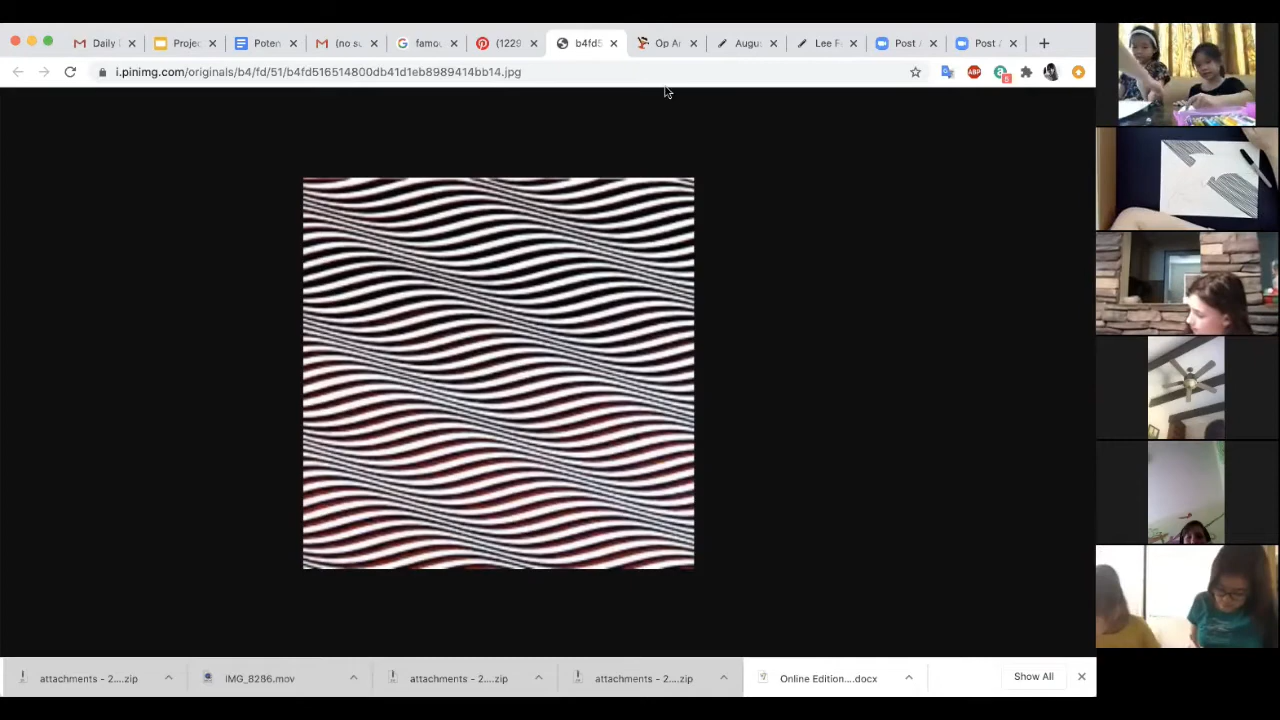 Daily
Projec
Poten
(no su
famo
(1229
b4fd5
Op Ar
Augu
Lee F
Post /
Post /
i.pinimg.com/originals/b4/fd/51/b4fd516514800db41d1eb8989414bb14.jpg
ABP
attachments - 2....zip
IMG_8286.mov
attachments - 2....zip
attachments - 2....zip
Online Edition....docx
Show All